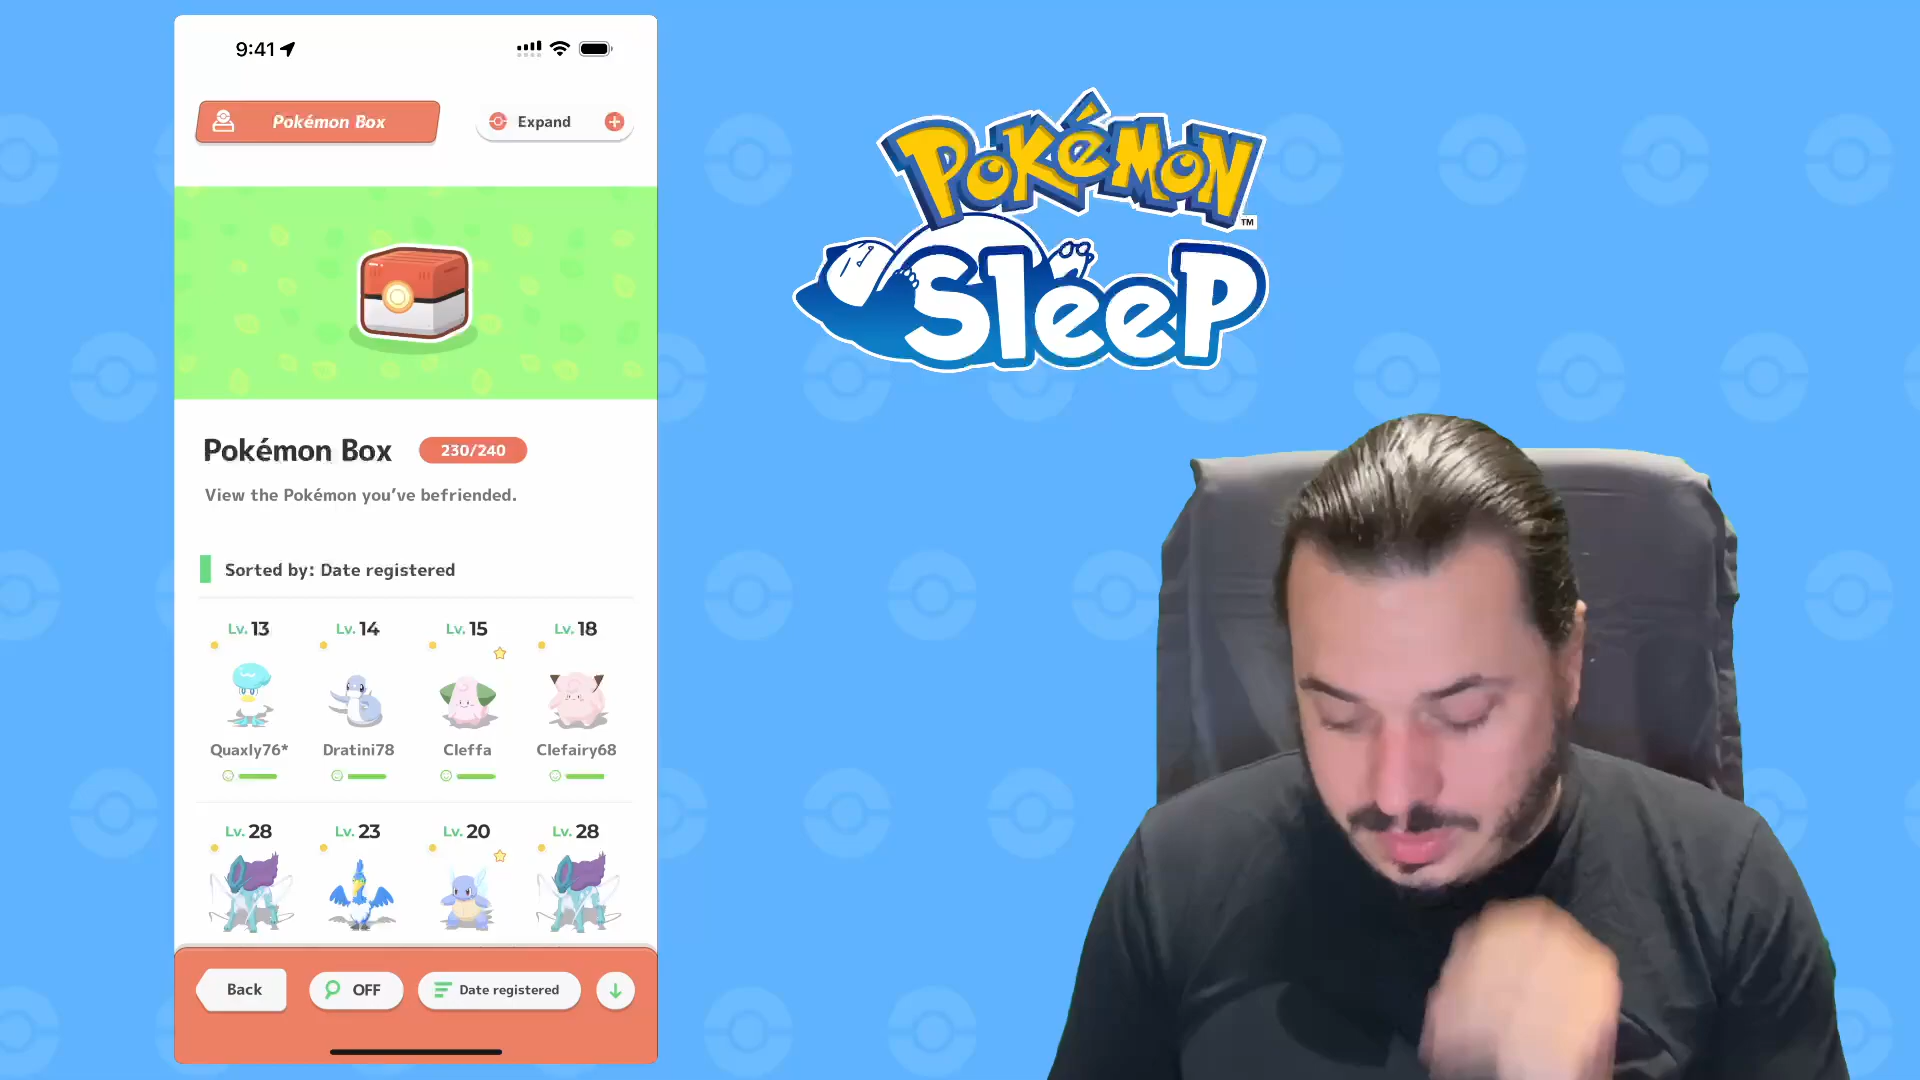 9:41
Pokémon Box
Expand
Pokémon Box
230/240
View the Pokémon you've befriended.
Sorted by: Date registered
Lv. 13
Lv. 14
Lv. 15
Lv. 18
Quaxly76*
Dratini78
Cleffa
Clefairy68
Lv. 28
Lv. 23
Lv. 20
Lv. 28
Back
OFF
Date registered
POKéMON
TM
SleeP